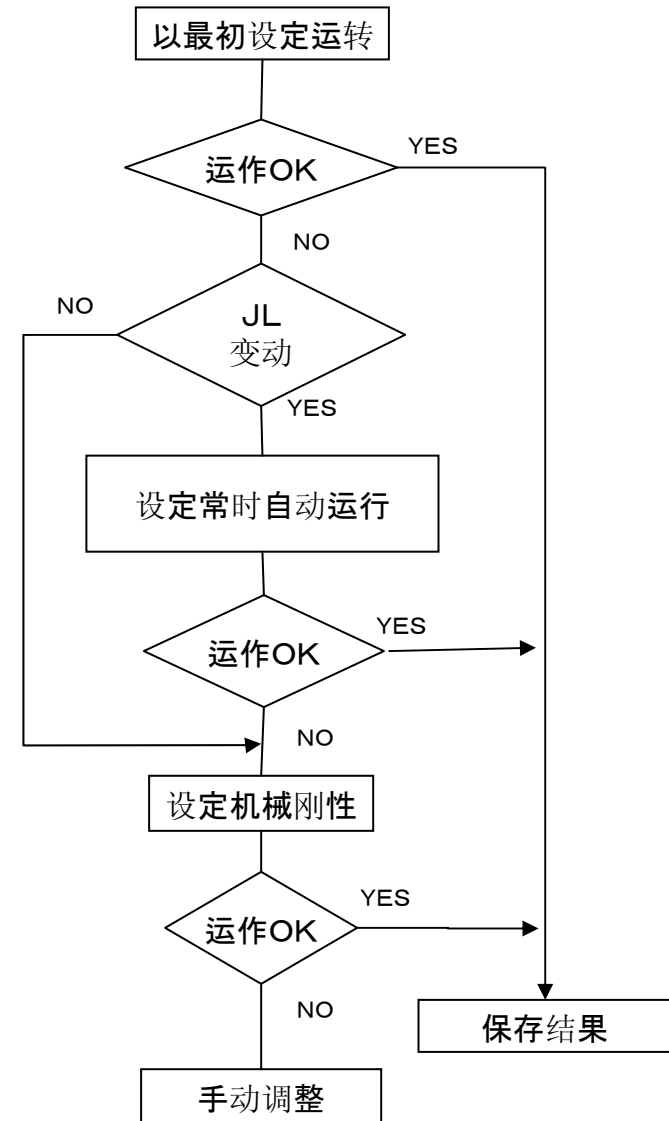 以最初设定运转
运作OK
YES
NO
JL
变动
NO
YES
设定常时自动运行
运作OK
YES
NO
设定机械刚性
运作OK
YES
NO
保存结果
手动调整